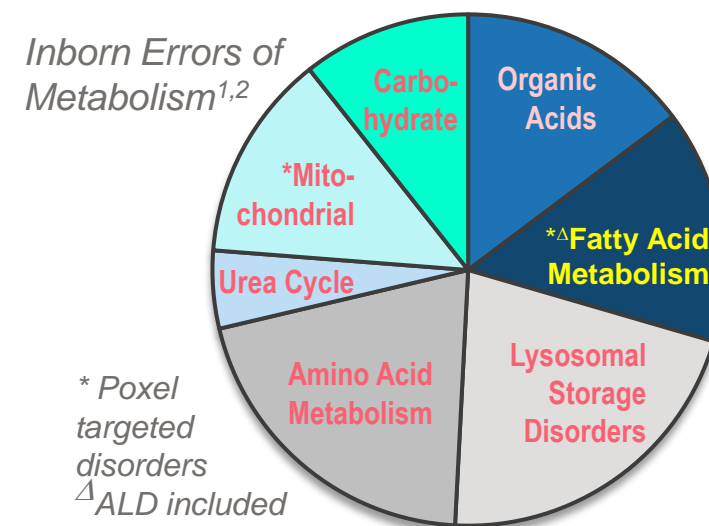 Inborn Errors of
Metabolism1,2
Carbo-
hydrate
Organic
Acids
*Mito-
chondrial
*ΔFatty Acid
Metabolism
Urea Cycle
Amino Acid
Metabolism
Lysosomal
Storage
Disorders
* Poxel
targeted
disorders
ΔALD included